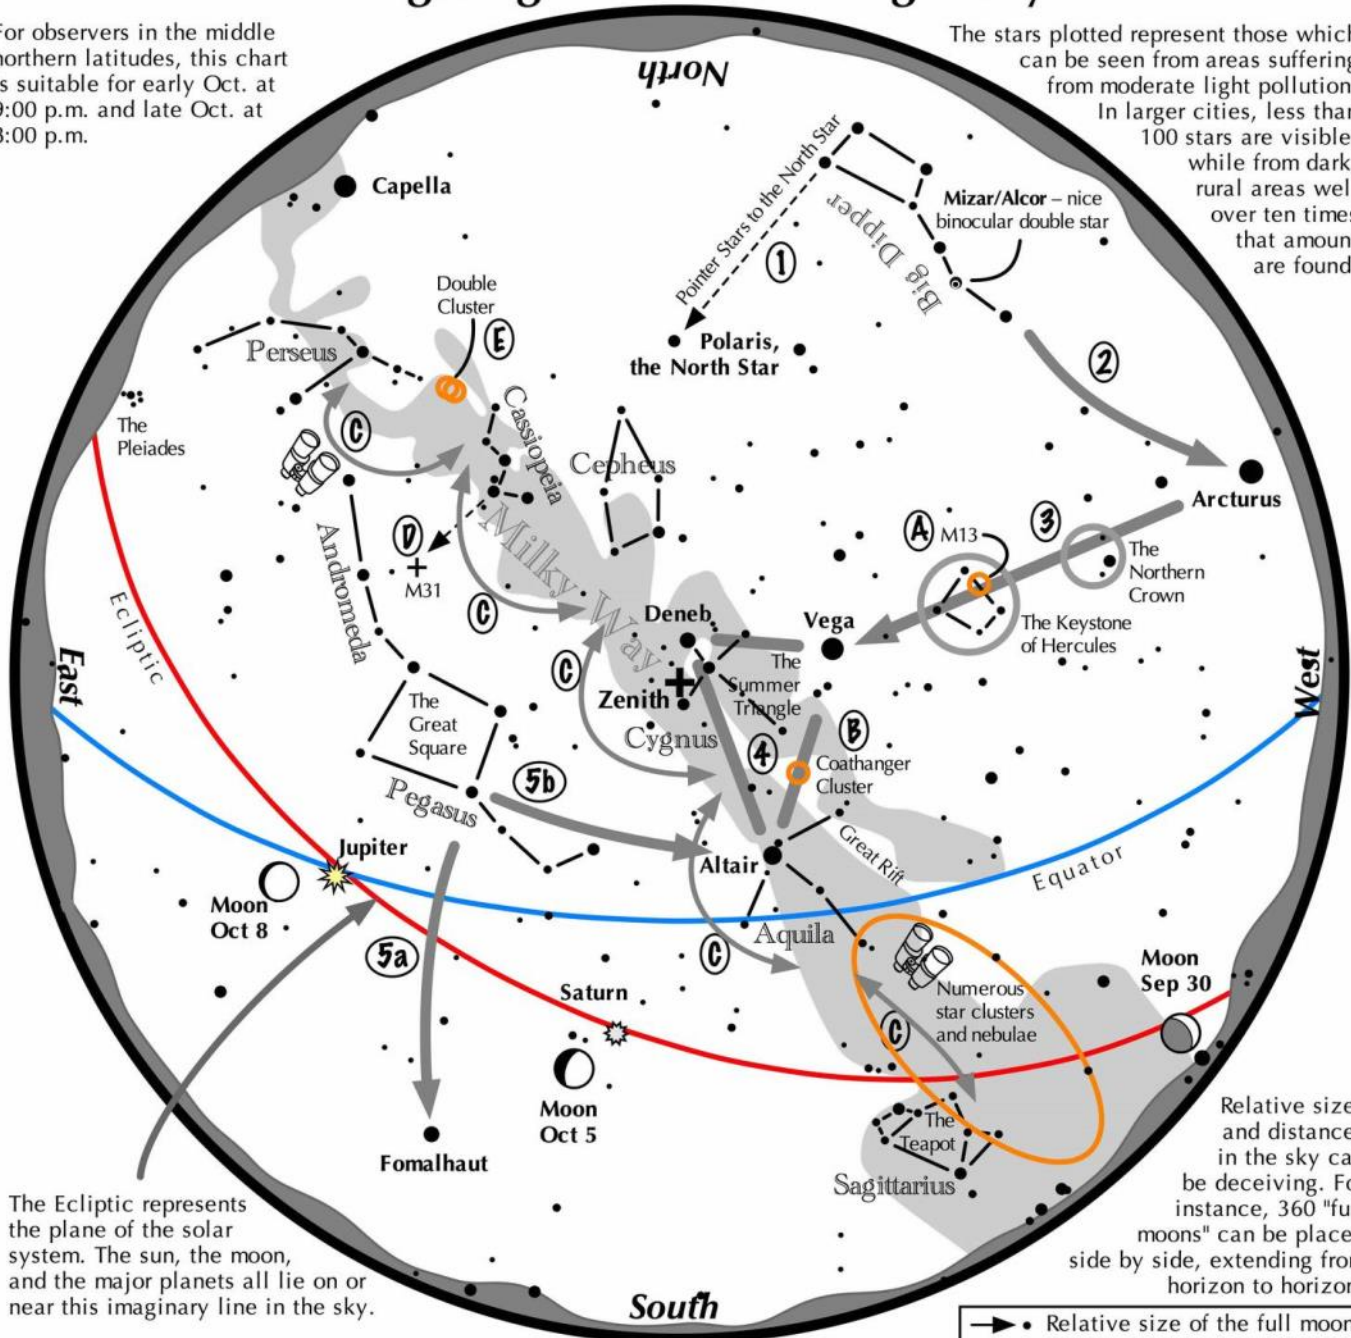 For observers in the middle
northern latitudes, this chart
is suitable for early Oct. at
9:00 p.m. and late Oct. at
8:00 p.m.
The stars plotted represent those which
can be seen from areas suffering
from moderate light pollution
In larger cities, less than
100 stars are visible
while from dark
rural areas well
over ten times
that amoun
are found
North
Capella
Pointer Stars to the North Star
1
Big Dipper
Mizar/Alcor – nice
binocular double star
Double
Cluster
E
Perseus
Polaris,
the North Star
2
The
Pleiades
C
Cassiopeia
Cepheus
Arcturus
Andromeda
D
M31
Milky Way
A
M13
3
The
Northern
Crown
Ecliptic
C
Deneb
Vega
The Keystone
of Hercules
East
West
C
Zenith
The
Summer
Triangle
The
Great
Square
Cygnus
4
B
Coathanger
Cluster
5b
Pegasus
Jupiter
Altair
Great Rift
Equator
Moon
Oct 8
5a
C
Aquila
Moon
Sep 30
Saturn
Numerous
star clusters
and nebulae
C
Moon
Oct 5
The
Teapot
Fomalhaut
Sagittarius
The Ecliptic represents
the plane of the solar
system. The sun, the moon,
and the major planets all lie on or
near this imaginary line in the sky.
Relative size
and distance
in the sky ca
be deceiving. Fo
instance, 360 "fu
moons" can be place
side by side, extending from
horizon to horizon
South
Relative size of the full moon